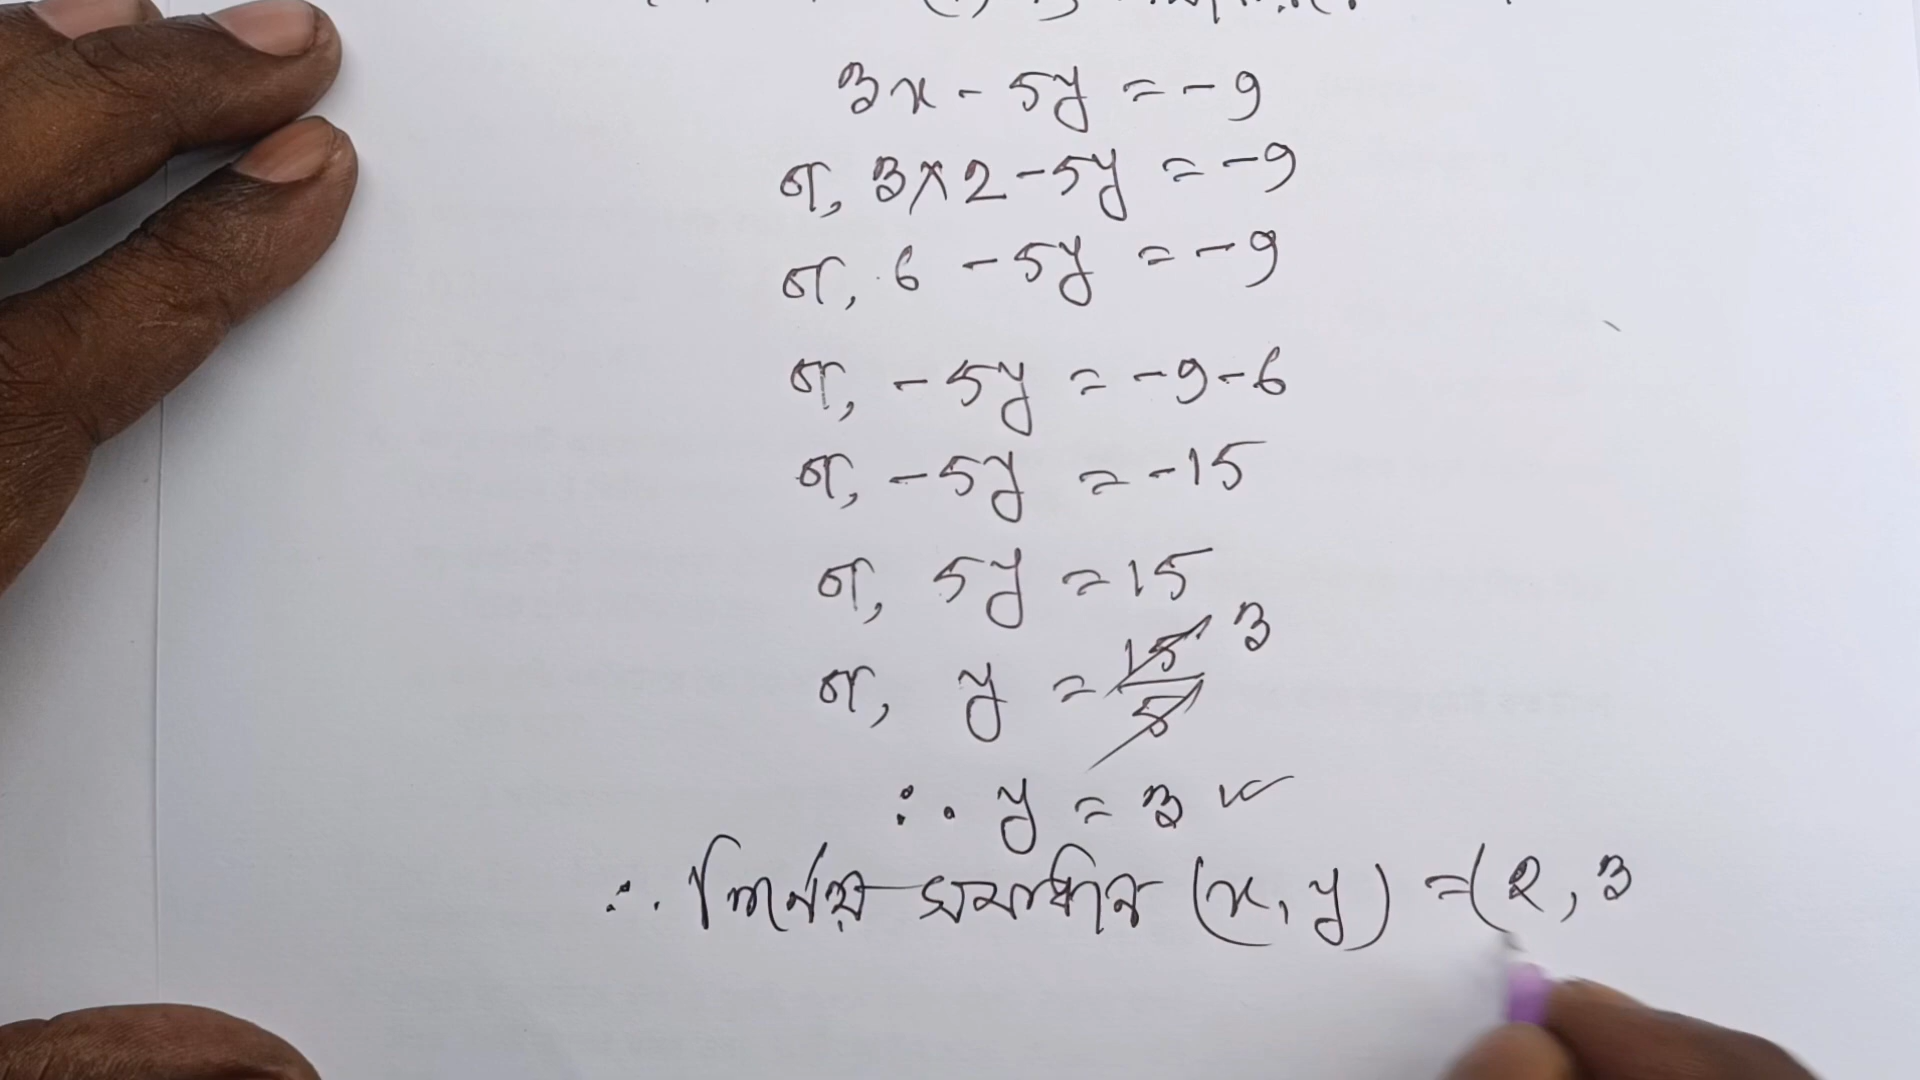 3x - 5y = -9
বা, 3×2 - 5y = -9
বা, 6 - 5y = -9
বা, -5y = -9-6
বা, -5y = -15
বা, 5y = 15
বা, y = 15/5 3
∴ y = 3 ✓
∴ নির্ণেয় সমাধান (x, y) = (2, 3